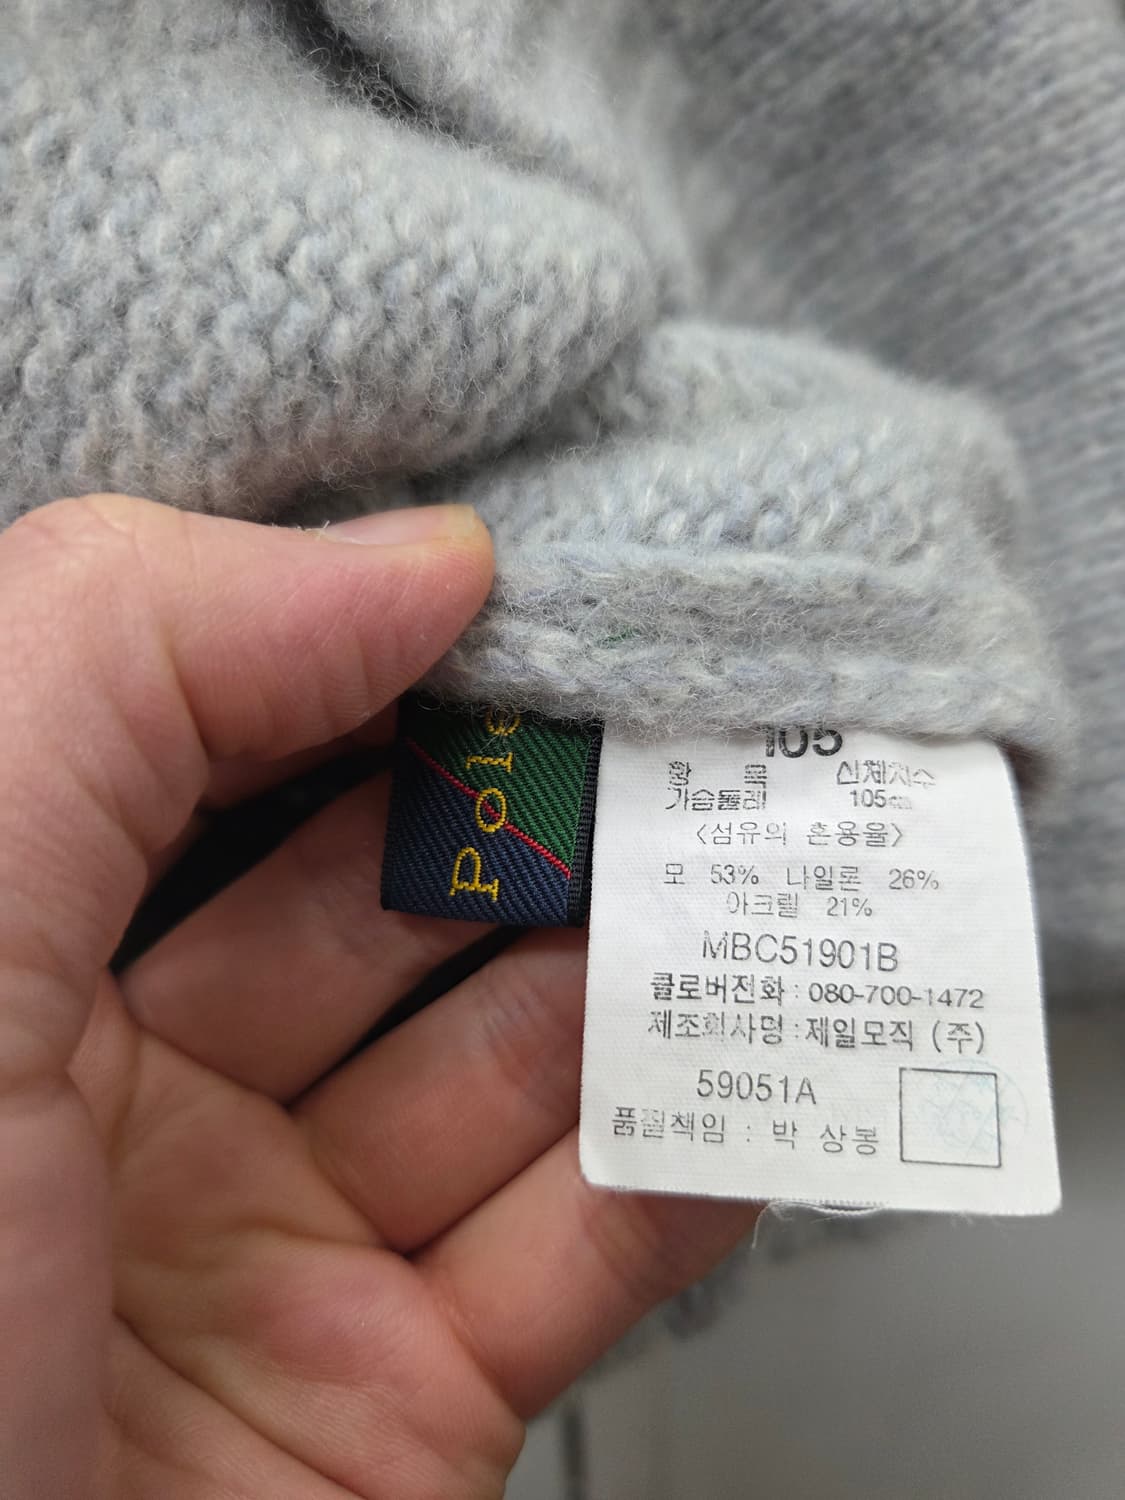 Pole
105
항 목 신체치수
가슴둘레 105cm
<섬유의 혼용율>
모 53% 나일론 26%
아크릴 21%
MBC51901B
클로버전화 : 080-700-1472
제조회사명 : 제일모직 (주)
59051A
품질책임 : 박 상봉